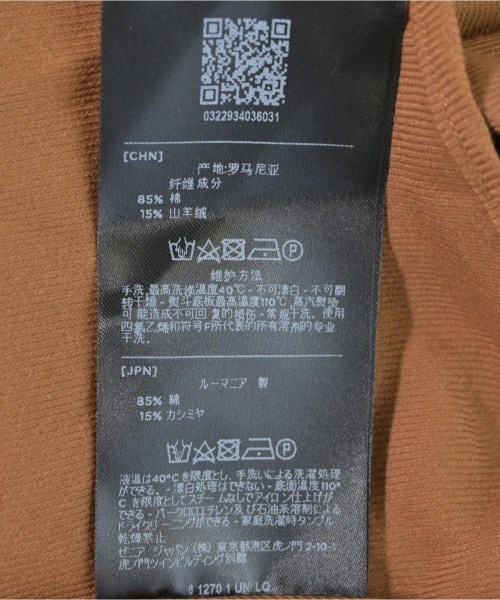 0322934036031
[CHN]
产地:罗马尼亚
纤维成分
85% 棉
15% 山羊绒
维护方法
手洗,最高洗液温度40℃-不可漂白-不可翻
转干燥-熨斗底板最高温度110℃,蒸汽熨烫
可能造成不可回复的损伤-常规干洗。使用
四氯乙烯和符号F所代表的所有溶剂的专业
干洗.
[JPN]
ルーマニア 製
85% 綿
15% カシミヤ
液温は40°Cを限度とし、手洗いによる洗濯処理
ができる-漂白処理はできない-底面温度110°
Cを限度としてスチームなしでアイロン仕上げが
できる-パークロロエチレン及び石油系溶剤による
ドライクリーニングができる-家庭洗濯時タンブル
乾燥禁止
ゼニア ジャパン(株) 東京都港区虎ノ門2-10-1
虎ノ門ツインビルディング発
6 1270 1 UNI LO